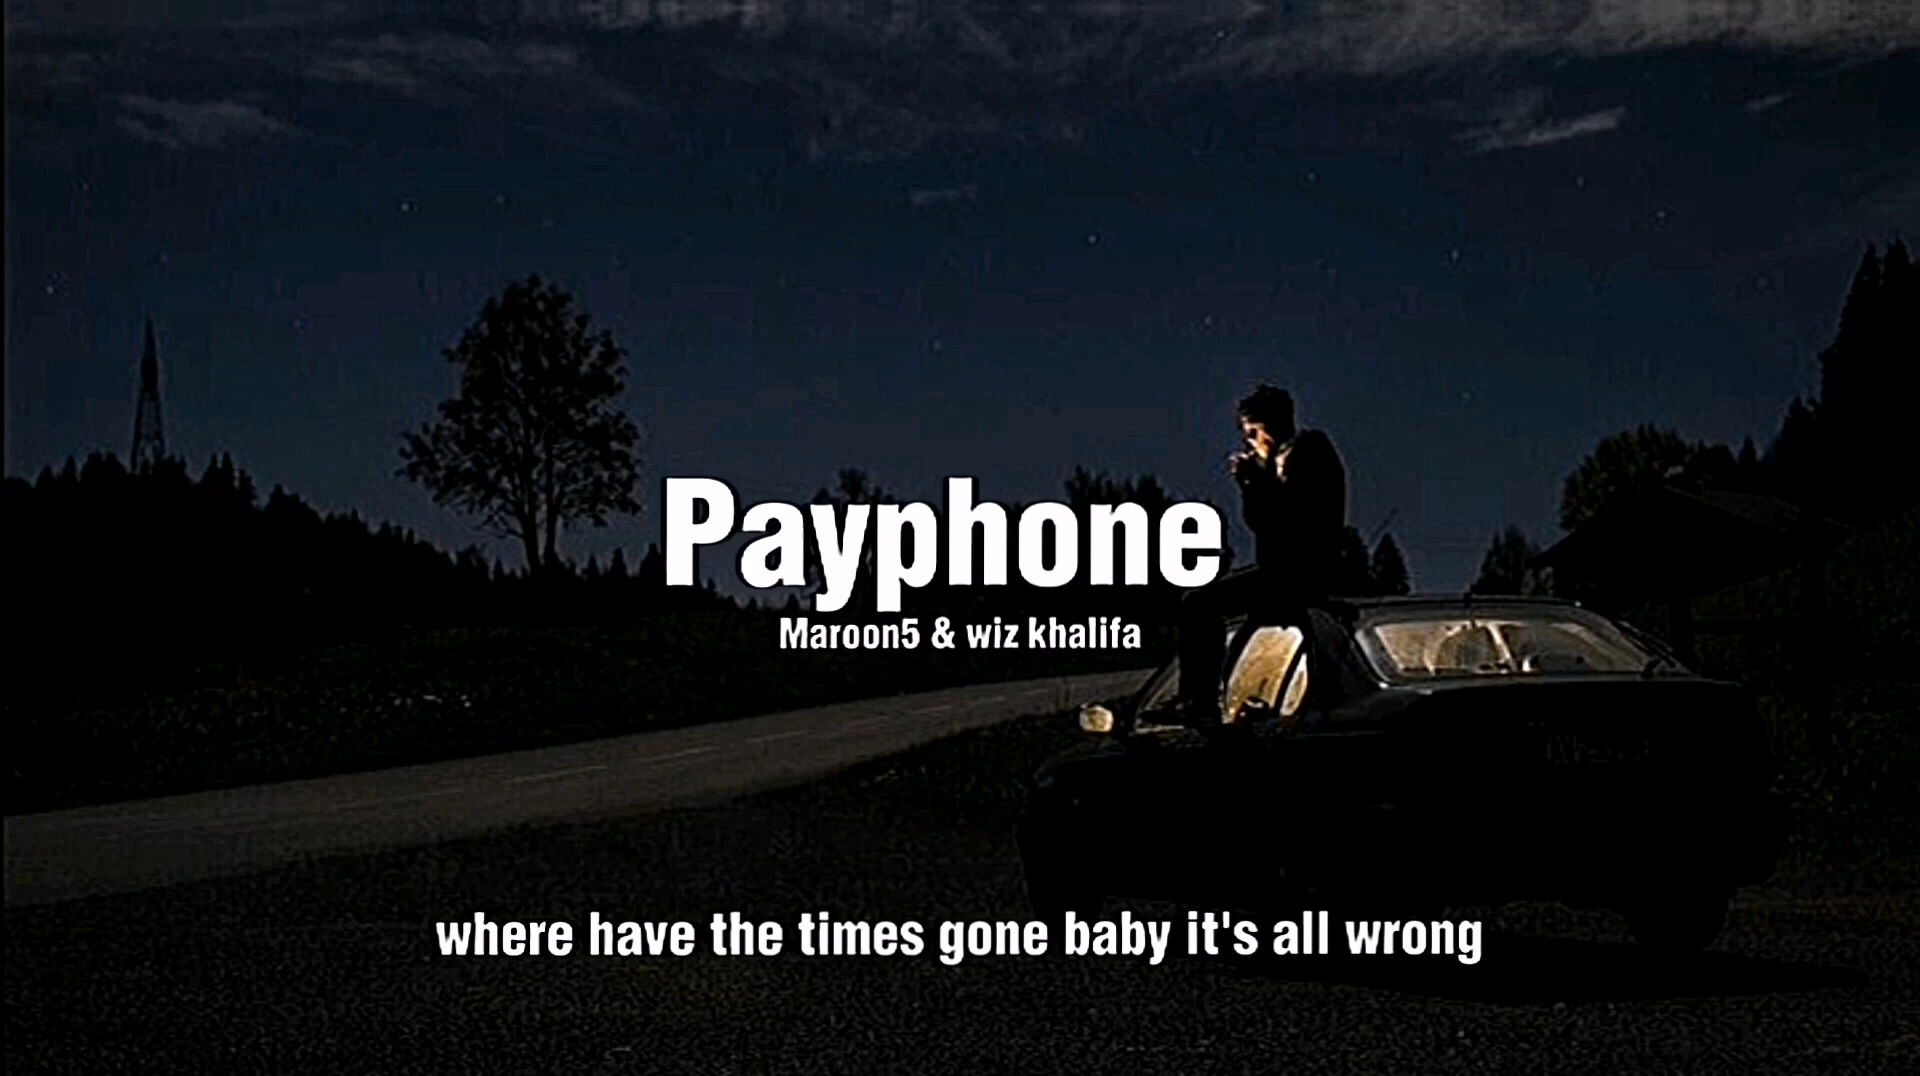 Payphone
Maroon5 & wiz khalifa
where have the times gone baby it's all wrong